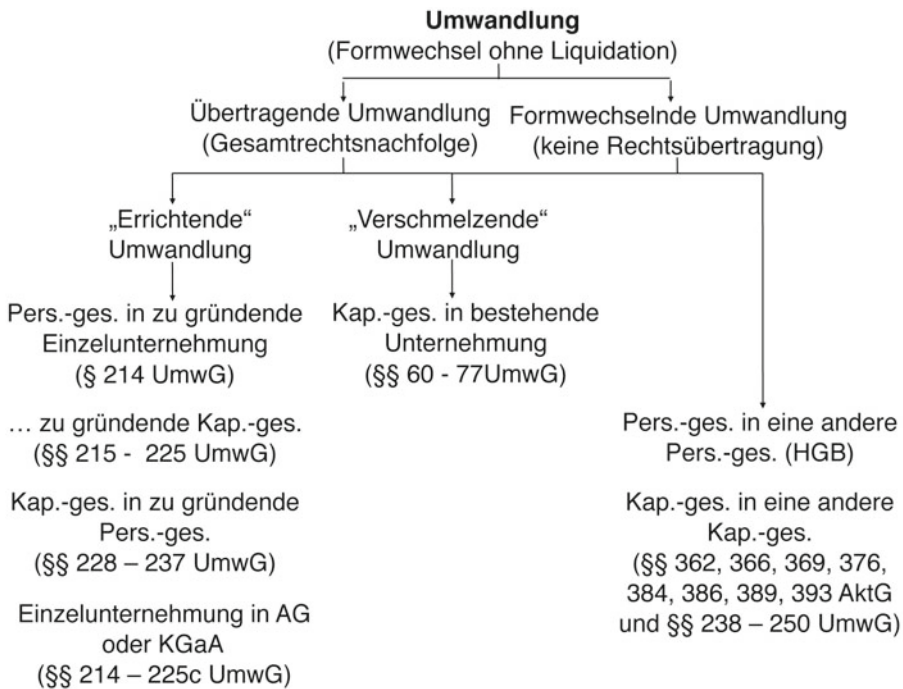 Umwandlung
(Formwechsel ohne Liquidation)
Übertragende Umwandlung
(Gesamtrechtsnachfolge)
Formwechselnde Umwandlung
(keine Rechtsübertragung)
„Errichtende“
Umwandlung
„Verschmelzende“
Umwandlung
Pers.-ges. in zu gründende
Einzelunternehmung
(§ 214 UmwG)
... zu gründende Kap.-ges.
(§§ 215 - 225 UmwG)
Kap.-ges. in zu gründende
Pers.-ges.
(§§ 228 – 237 UmwG)
Einzelunternehmung in AG
oder KGaA
(§§ 214 – 225c UmwG)
Kap.-ges. in bestehende
Unternehmung
(§§ 60 - 77UmwG)
Pers.-ges. in eine andere
Pers.-ges. (HGB)
Kap.-ges. in eine andere
Kap.-ges.
(§§ 362, 366, 369, 376,
384, 386, 389, 393 AktG
und §§ 238 – 250 UmwG)